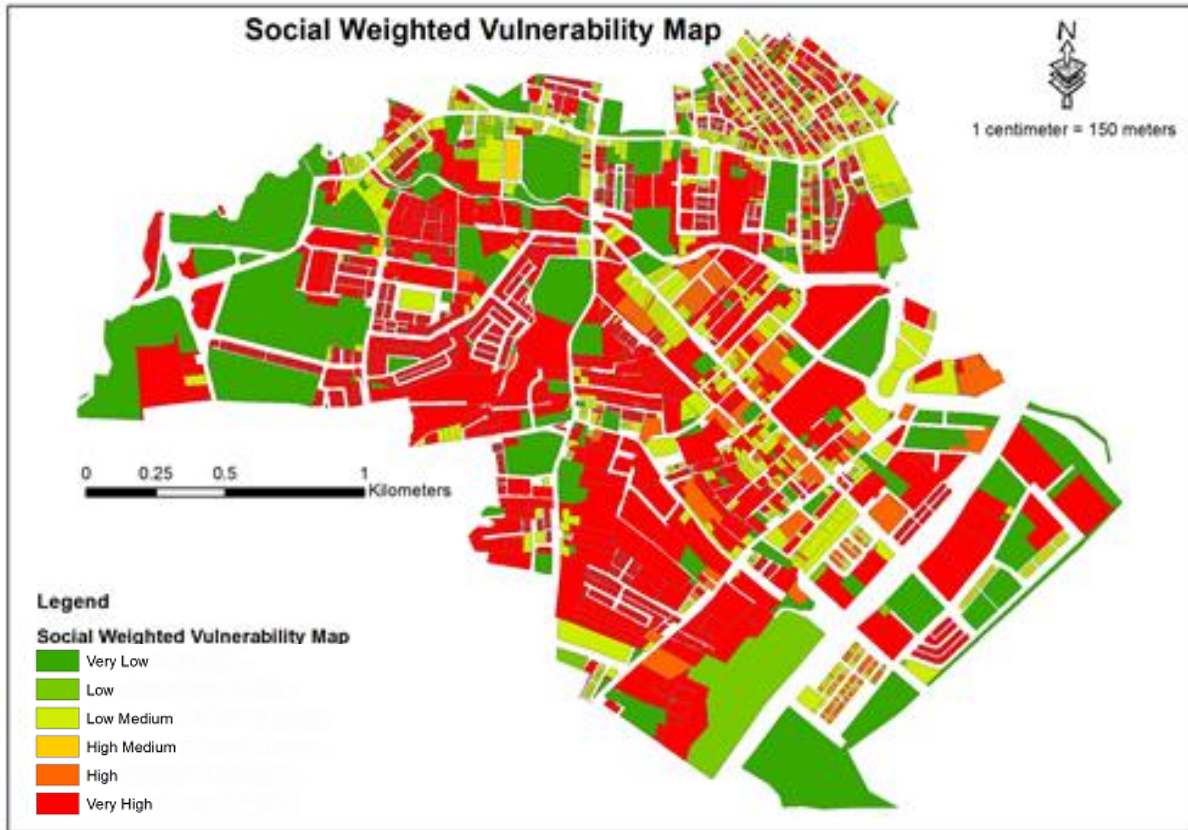 Social Weighted Vulnerability Map
N
1 centimeter = 150 meters
0 0.25 0.5 1
Kilometers
Legend
Social Weighted Vulnerability Map
Very Low
Low
Low Medium
High Medium
High
Very High